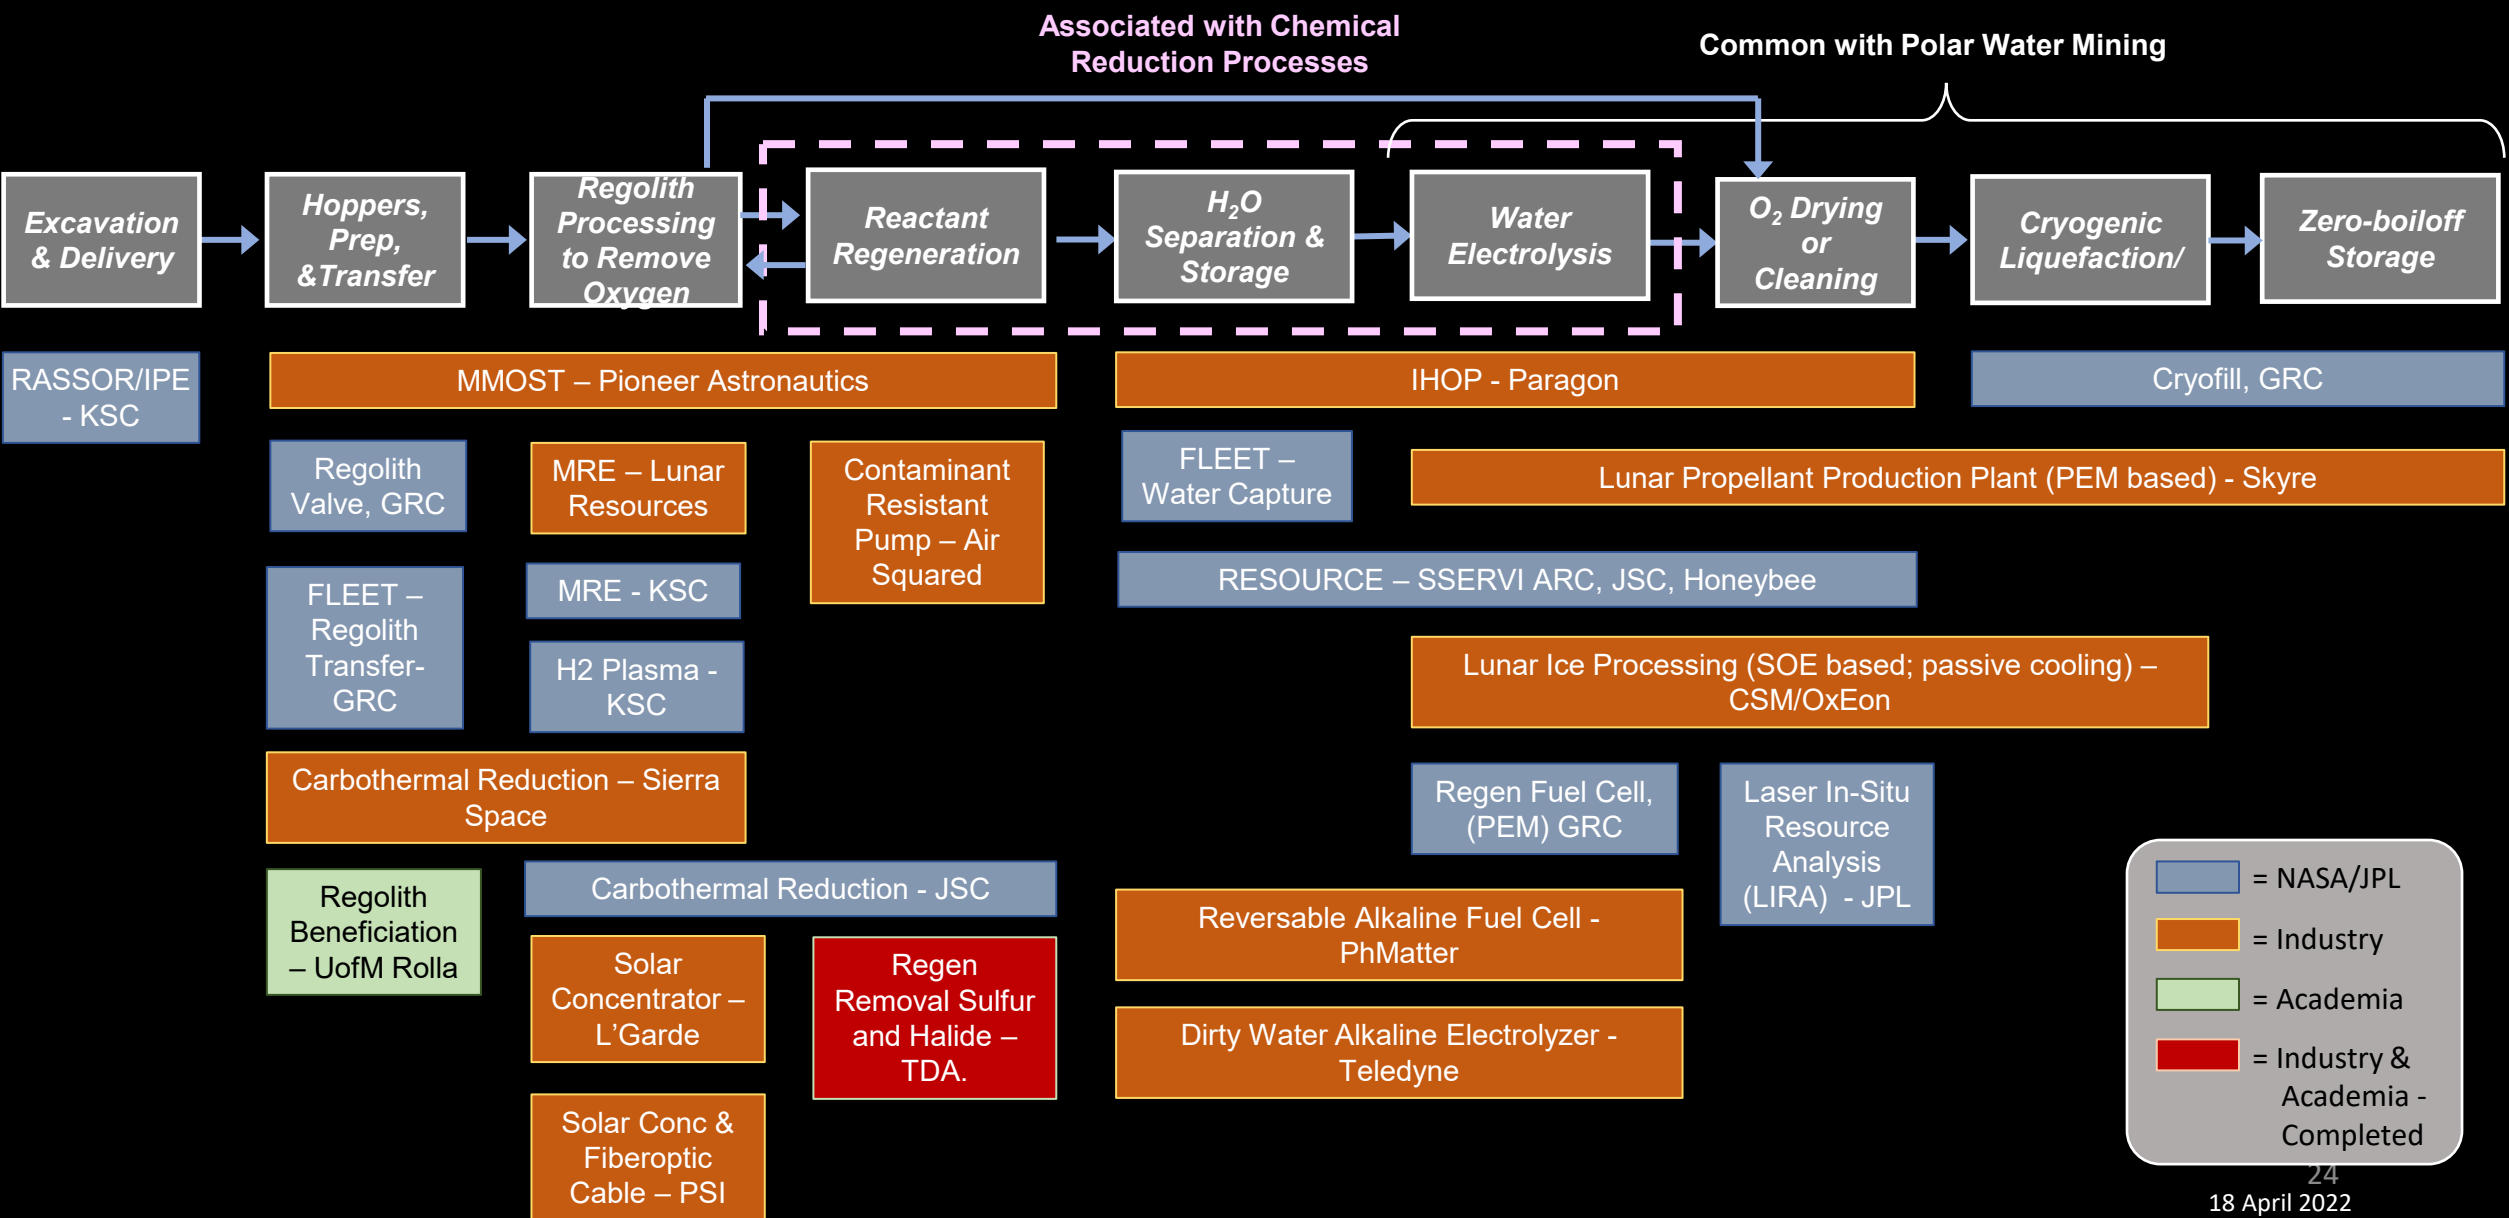 Associated with Chemical
Reduction Processes
Common with Polar Water Mining
Excavation
& Delivery
Hoppers,
Prep,
&Transfer
Regolith
Processing
to Remove
Oxygen
Reactant
Regeneration
H2O
Separation &
Storage
Water
Electrolysis
O2 Drying
or
Cleaning
Cryogenic
Liquefaction/
Zero-boiloff
Storage
RASSOR/IPE
- KSC
MMOST – Pioneer Astronautics
IHOP - Paragon
Cryofill, GRC
Regolith
Valve, GRC
MRE – Lunar
Resources
Contaminant
Resistant
Pump – Air
Squared
FLEET –
Water Capture
Lunar Propellant Production Plant (PEM based) - Skyre
FLEET –
Regolith
Transfer-
GRC
MRE - KSC
RESOURCE – SSERVI ARC, JSC, Honeybee
H2 Plasma -
KSC
Lunar Ice Processing (SOE based; passive cooling) –
CSM/OxEon
Carbothermal Reduction – Sierra
Space
Regen Fuel Cell,
(PEM) GRC
Laser In-Situ
Resource
Analysis
(LIRA)  - JPL
Regolith
Beneficiation
– UofM Rolla
Carbothermal Reduction - JSC
Reversable Alkaline Fuel Cell -
PhMatter
Solar
Concentrator –
L’Garde
Regen
Removal Sulfur
and Halide –
TDA.
Dirty Water Alkaline Electrolyzer -
Teledyne
Solar Conc &
Fiberoptic
Cable – PSI
= NASA/JPL
= Industry
= Academia
= Industry &
Academia -
Completed
24
18 April 2022